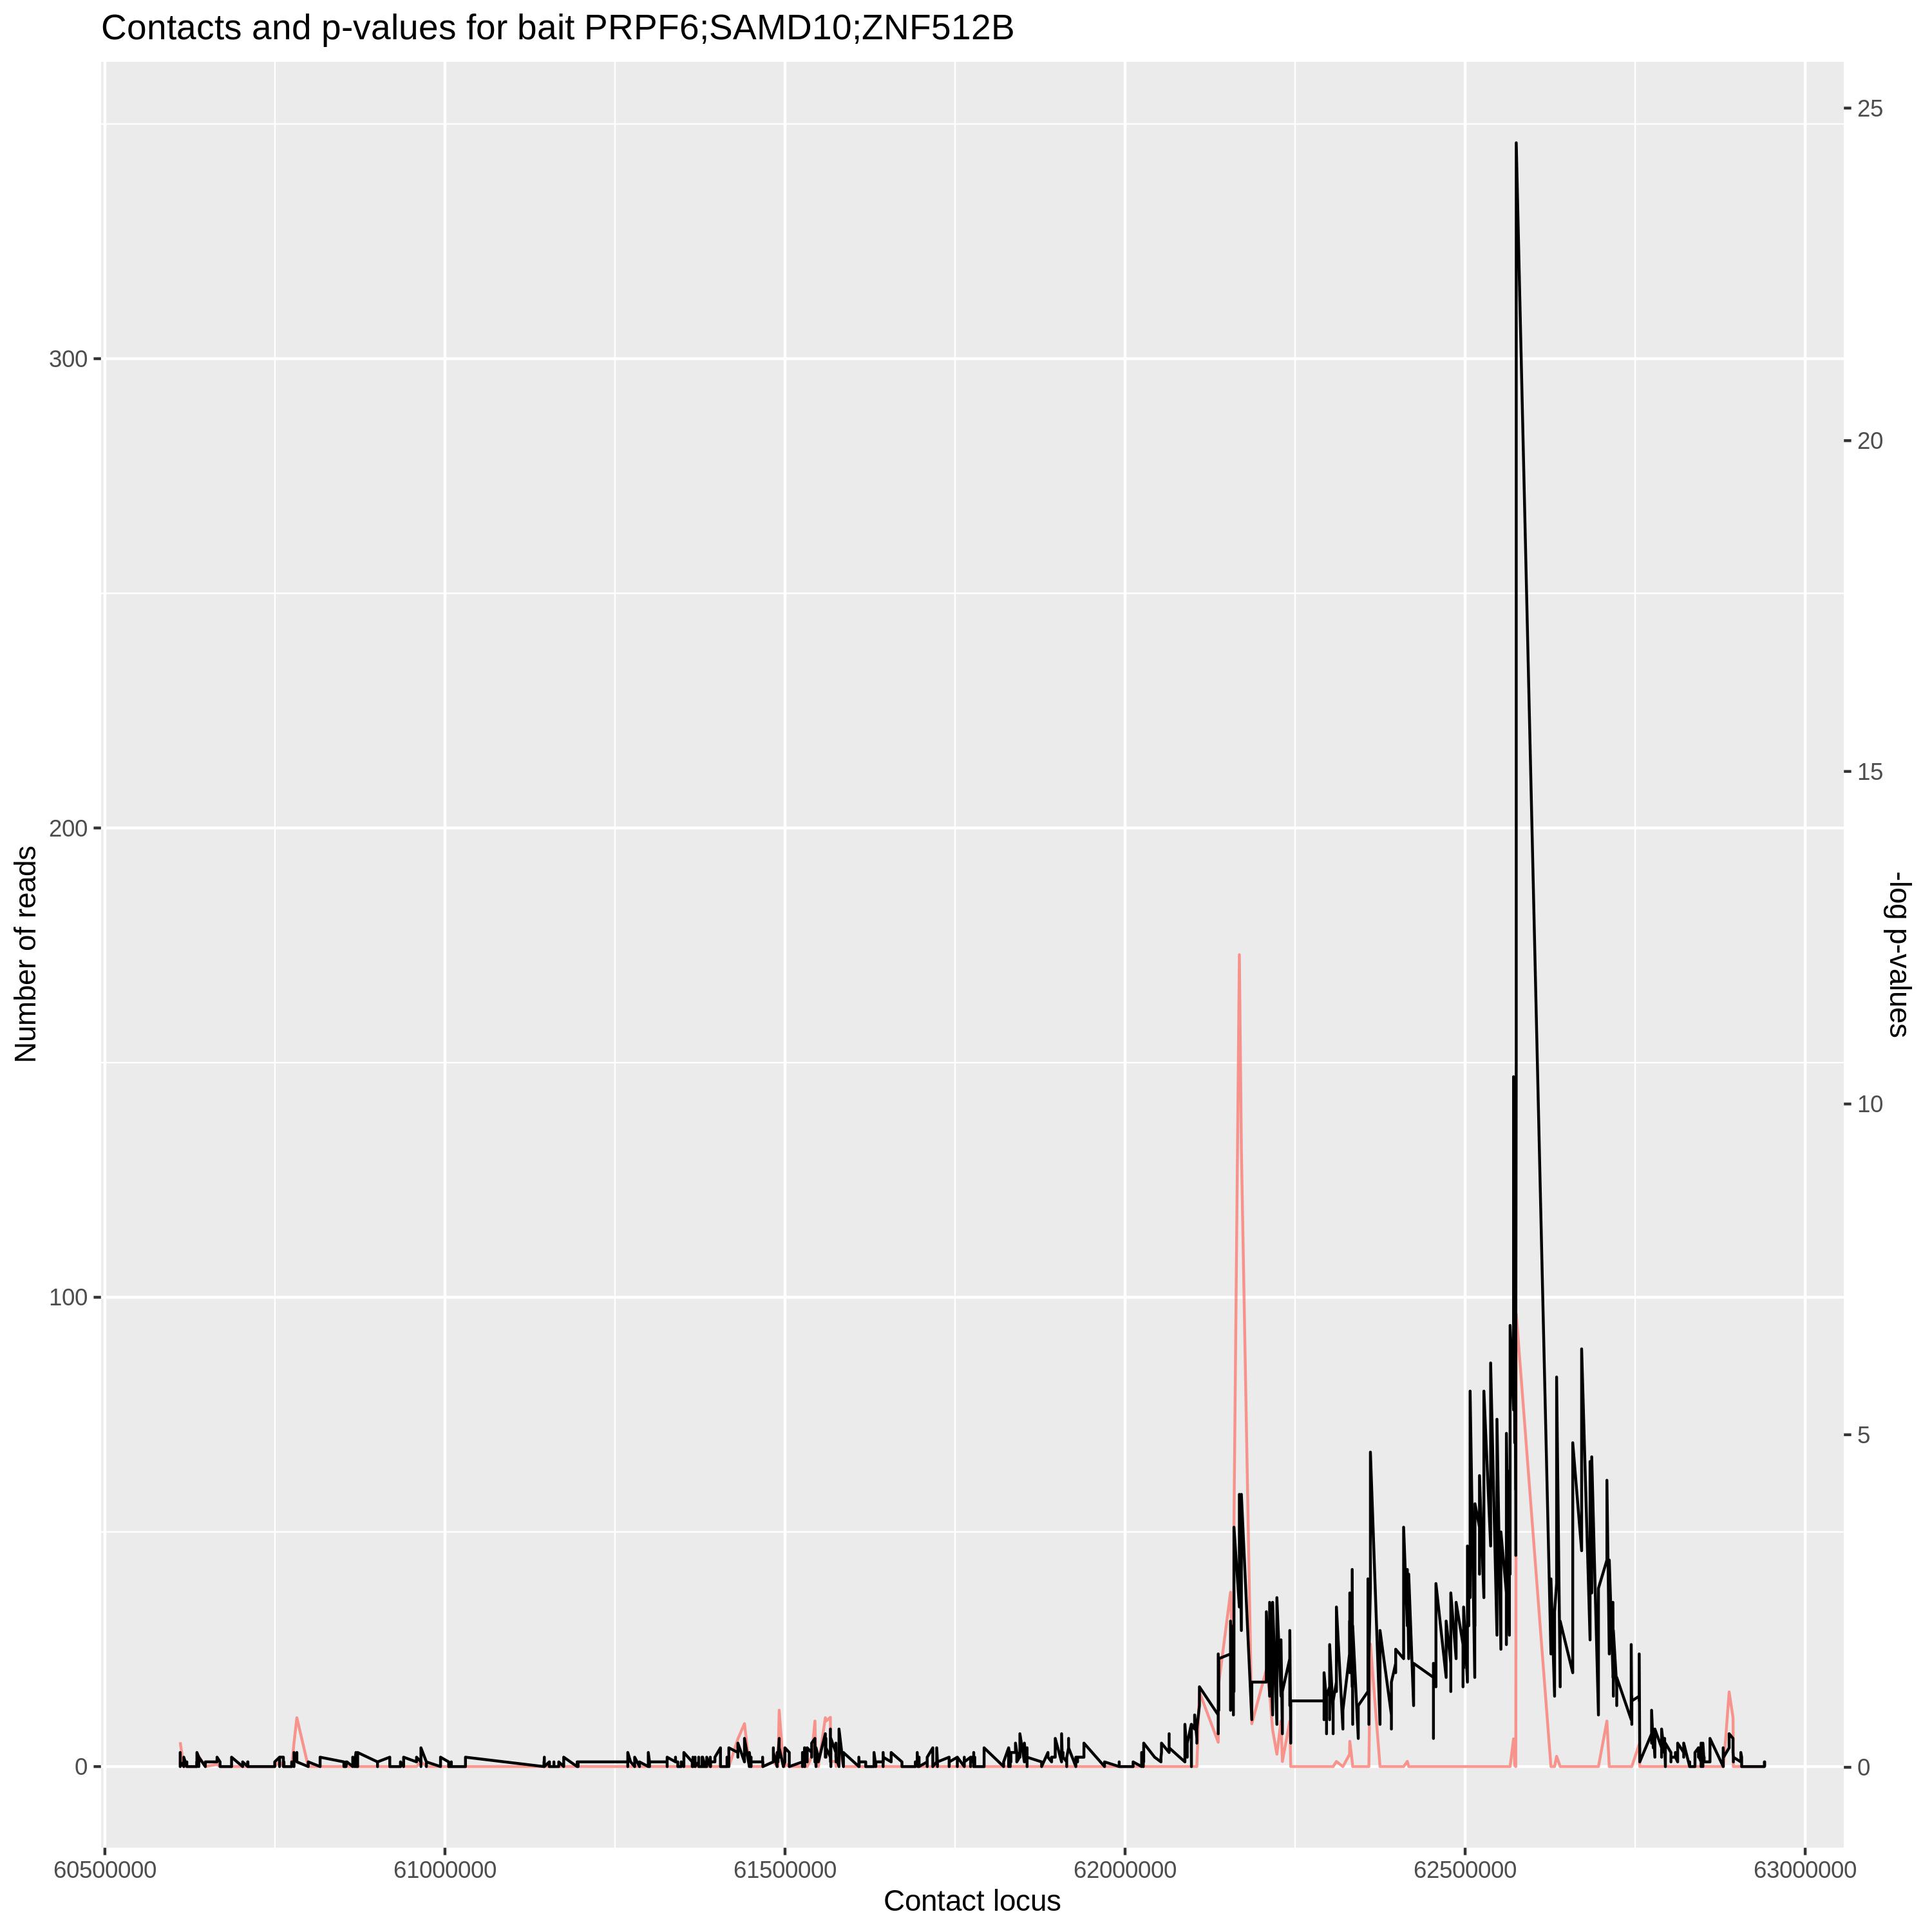 Contacts and p-values for bait PRPF6;SAMD10;ZNF512B
300
200
100
0
Number of reads
25
20
15
10
5
0
-log p-values
60500000 61000000 61500000 62000000 62500000 63000000
Contact locus